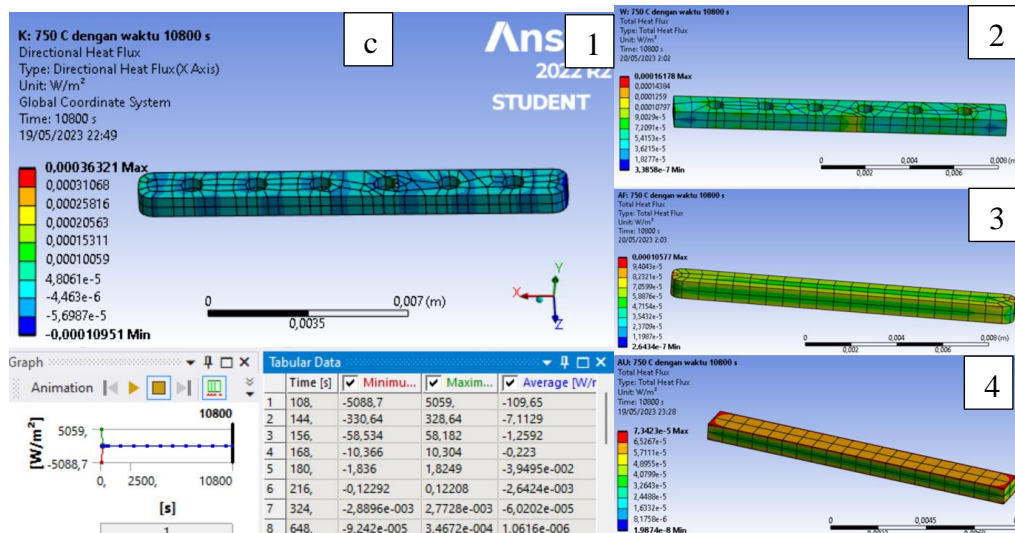 K: 750 C dengan waktu 10800 s
Directional Heat Flux
Type: Directional Heat Flux(X Axis)
Unit: W/m²
Global Coordinate System
Time: 10800 s
19/05/2023 22:49
c
Ans
2022 R2
STUDENT
1
0,00036321 Max
0,00031068
0,00025816
0,00020563
0,00015311
0,00010059
4,8061e-5
-4,463e-6
-5,6987e-5
-0,00010951 Min
0
0,007 (m)
0,0035
Y
X
Z
Graph
Animation
10800
[W/m²]
5059,
-5088,7
0,
2500,
10800
[s]
1
Tabular Data
Time [s] Minimu... Maxim... Average [W/r
1 108, -5088,7 5059, -109,65
2 144, -330,64 328,64 -7,1129
3 156, -58,534 58,182 -1,2592
4 168, -10,366 10,304 -0,223
5 180, -1,836 1,8249 -3,9495e-002
6 216, -0,12292 0,12208 -2,6424e-003
7 324, -2,8896e-003 2,7728e-003 -6,0202e-005
8 648, -9,242e-005 3,4672e-004 1,0616e-006
W: 750 C dengan waktu 10800 s
Total Heat Flux
Type: Total Heat Flux
Unit: W/m²
Time: 10800 s
20/05/2023 2:02
2
0,00016178 Max
0,00014384
0,0001259
0,00010797
9,0029e-5
7,2091e-5
5,4153e-5
3,6215e-5
1,8277e-5
3,3858e-7 Min
0
0,004
0,008 (m)
0,002
0,006
AF: 750 C dengan waktu 10800 s
Total Heat Flux
Type: Total Heat Flux
Unit: W/m²
Time: 10800 s
20/05/2023 2:03
3
0,00010577 Max
9,4043e-5
8,2321e-5
7,0599e-5
5,8876e-5
4,7154e-5
3,5432e-5
2,3709e-5
1,1987e-5
2,6434e-7 Min
0
0,004
0,008 (m)
0,002
0,006
AU: 750 C dengan waktu 10800 s
Total Heat Flux
Type: Total Heat Flux
Unit: W/m²
Time: 10800 s
19/05/2023 23:28
4
7,3423e-5 Max
6,5267e-5
5,7111e-5
4,8955e-5
4,0799e-5
3,2643e-5
2,4488e-5
1,6332e-5
8,1758e-6
1,9874e-8 Min
0
0,0045